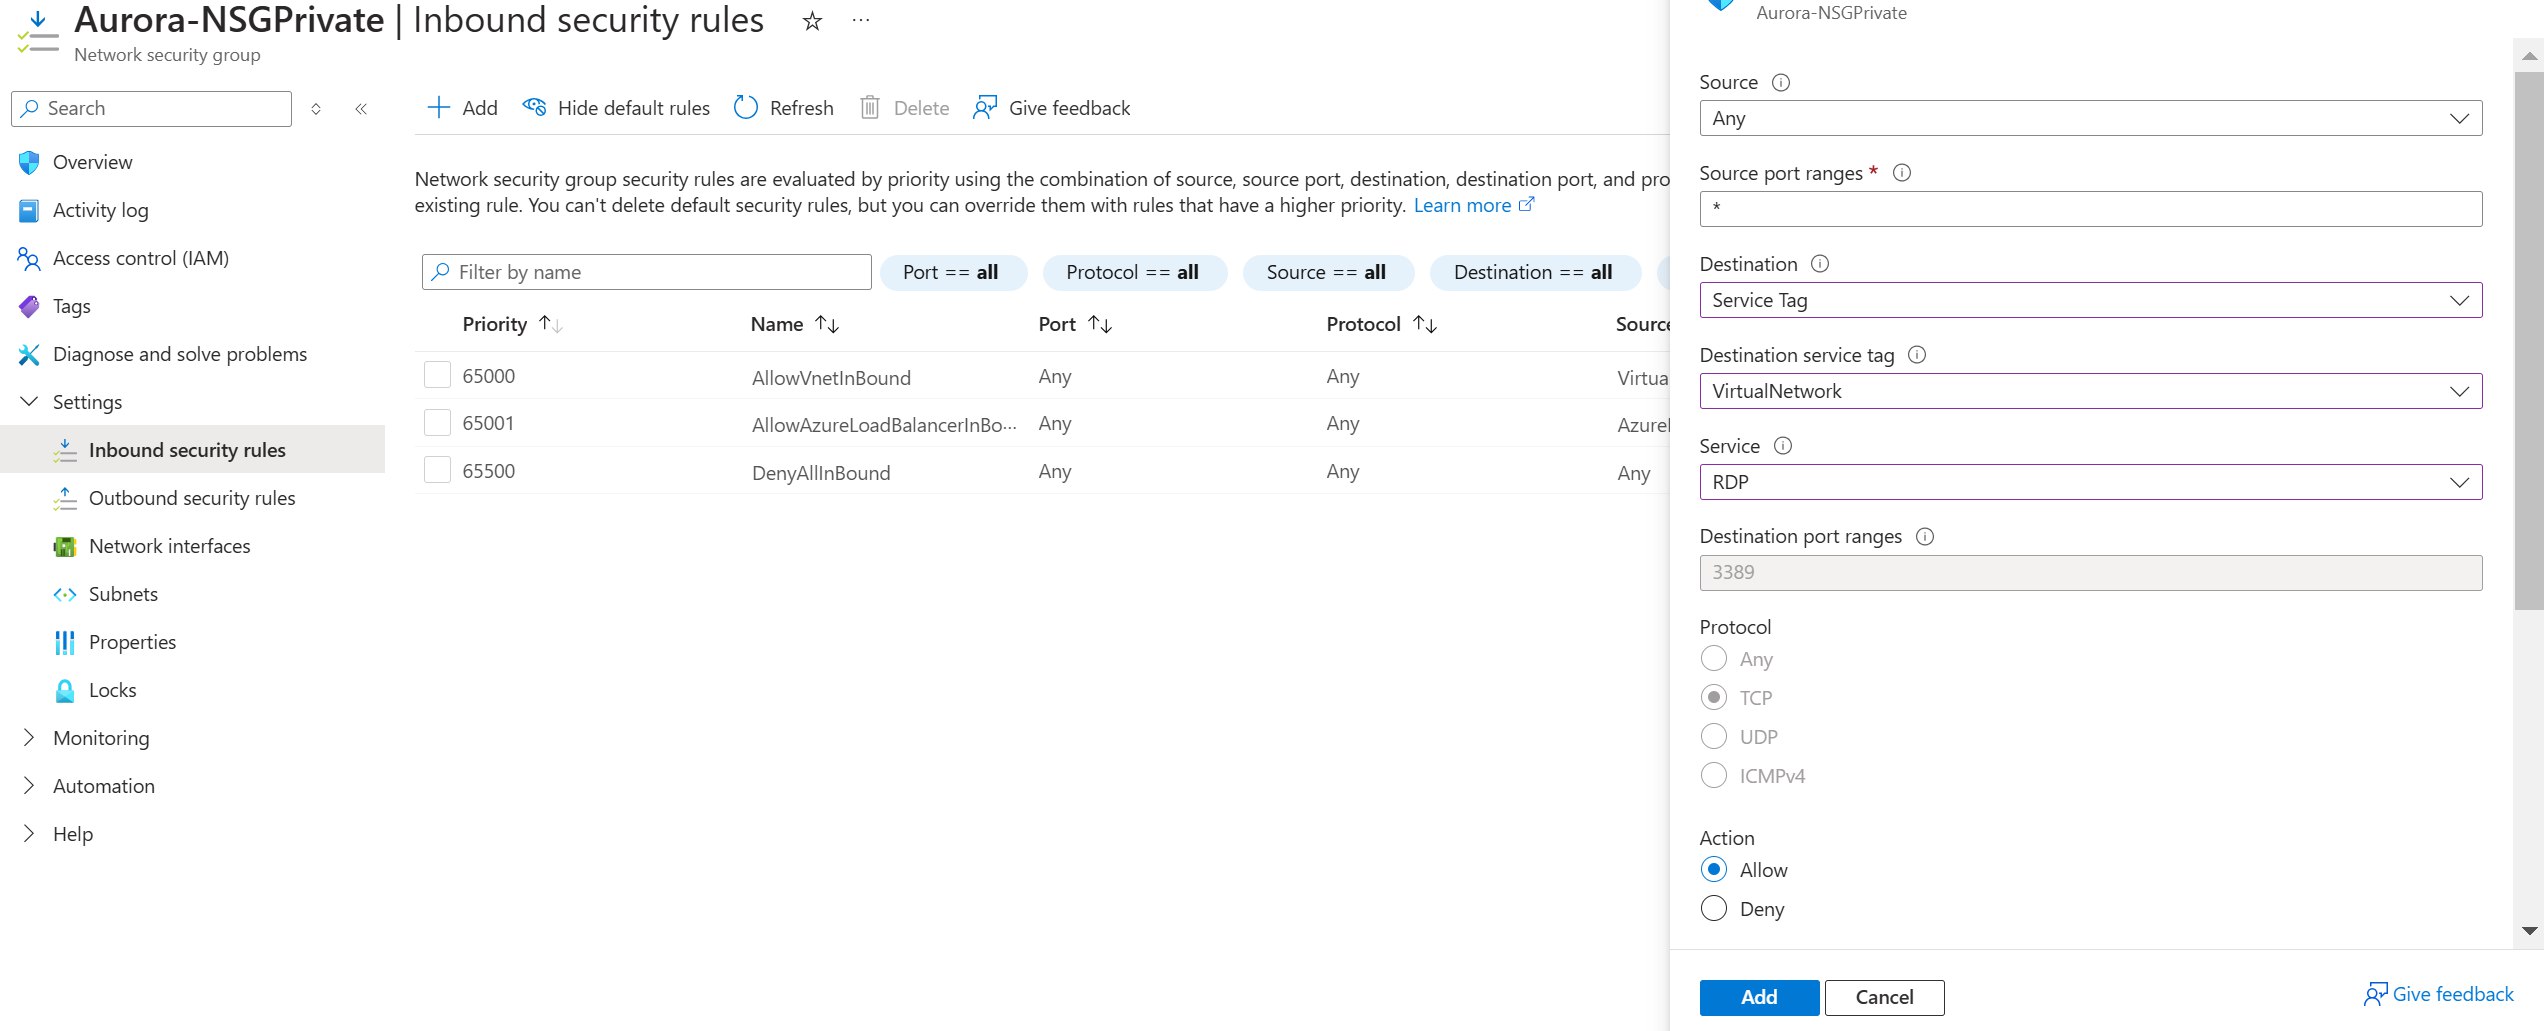 Aurora-NSGPrivate | Inbound security rules
Network security group
Search
Overview
Activity log
Access control (IAM)
Tags
Diagnose and solve problems
Settings
Inbound security rules
Outbound security rules
Network interfaces
Subnets
Properties
Locks
Monitoring
Automation
Help
Add Hide default rules Refresh Delete Give feedback
Network security group security rules are evaluated by priority using the combination of source, source port, destination, destination port, and pro
existing rule. You can't delete default security rules, but you can override them with rules that have a higher priority. Learn more
Filter by name Port == all Protocol == all Source == all Destination == all
Priority Name Port Protocol Source
65000 AllowVnetInBound Any Any Virtua
65001 AllowAzureLoadBalancerInBo... Any Any Azure
65500 DenyAllInBound Any Any Any
Aurora-NSGPrivate
Source
Any
Source port ranges *
*
Destination
Service Tag
Destination service tag
VirtualNetwork
Service
RDP
Destination port ranges
3389
Protocol
Any
TCP
UDP
ICMPv4
Action
Allow
Deny
Add Cancel Give feedback